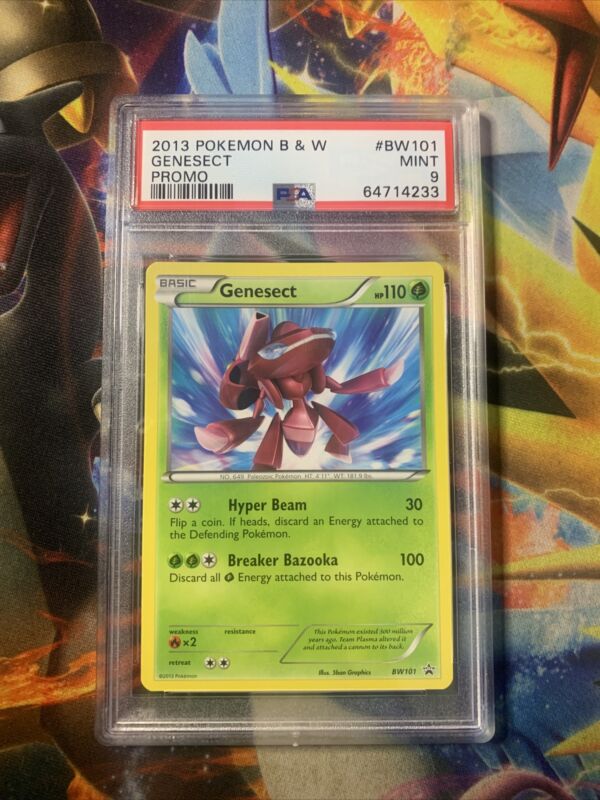 2013 POKEMON B & W #BW101
GENESECT MINT
PROMO 9
PSA 64714233
BASIC Genesect HP110
NO. 649 Paleozoic Pokémon HT: 4'11" WT: 181.9 lbs.
Hyper Beam 30
Flip a coin. If heads, discard an Energy attached to
the Defending Pokémon.
Breaker Bazooka 100
Discard all Energy attached to this Pokémon.
weakness resistance
×2
This Pokémon existed 300 million
years ago. Team Plasma altered it
and attached a cannon to its back.
retreat
Illus. 5ban Graphics BW101
©2013 Pokémon